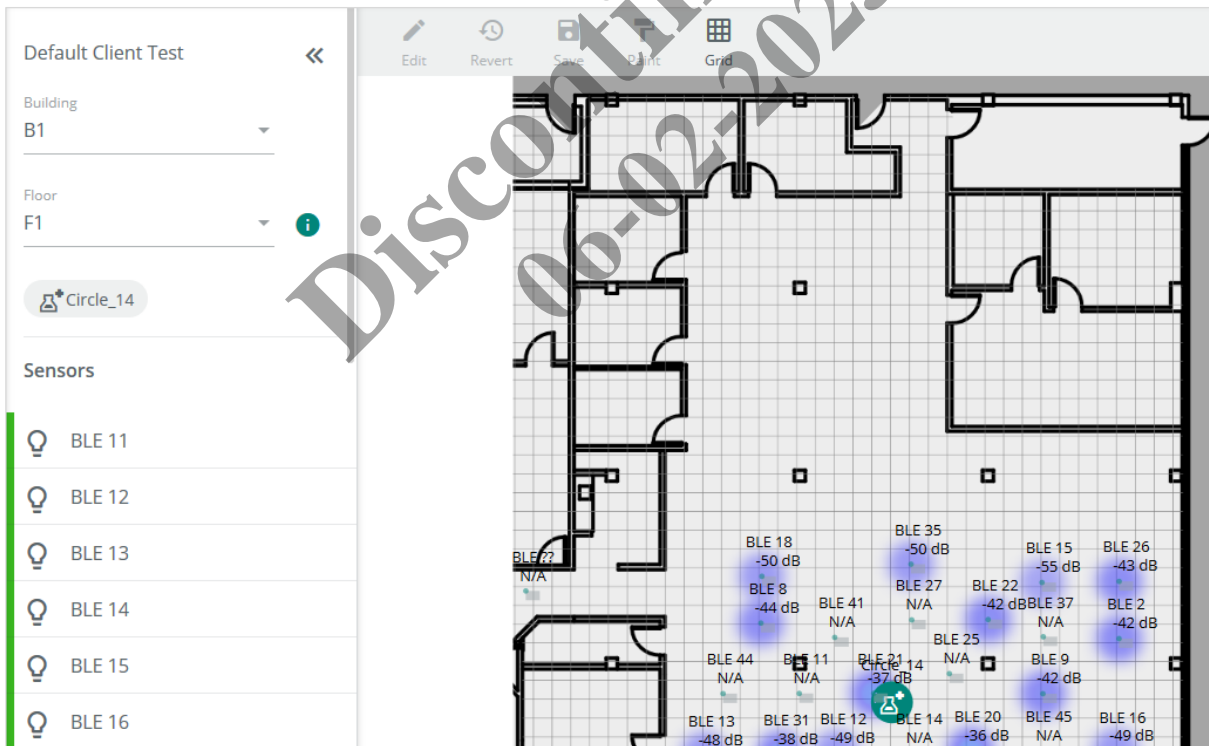 Default Client Test
Building
B1
Floor
F1
Circle_14
Sensors
BLE 11
BLE 12
BLE 13
BLE 14
BLE 15
BLE 16
Edit
Revert
Save
Paint
Grid
06-02-202
BLE ??
N/A
BLE 18
-50 dB
BLE 35
-50 dB
BLE 15
-55 dB
BLE 26
-43 dB
BLE 8
-44 dB
BLE 41
N/A
BLE 27
N/A
BLE 22
-42 dB
BLE 37
N/A
BLE 2
-42 dB
BLE 44
N/A
BLE 11
N/A
BLE 21
-37 dB
Circle_14
BLE 25
N/A
BLE 9
-42 dB
BLE 13
-48 dB
BLE 31
-38 dB
BLE 12
-49 dB
BLE 14
N/A
BLE 20
-36 dB
BLE 45
N/A
BLE 16
-49 dB